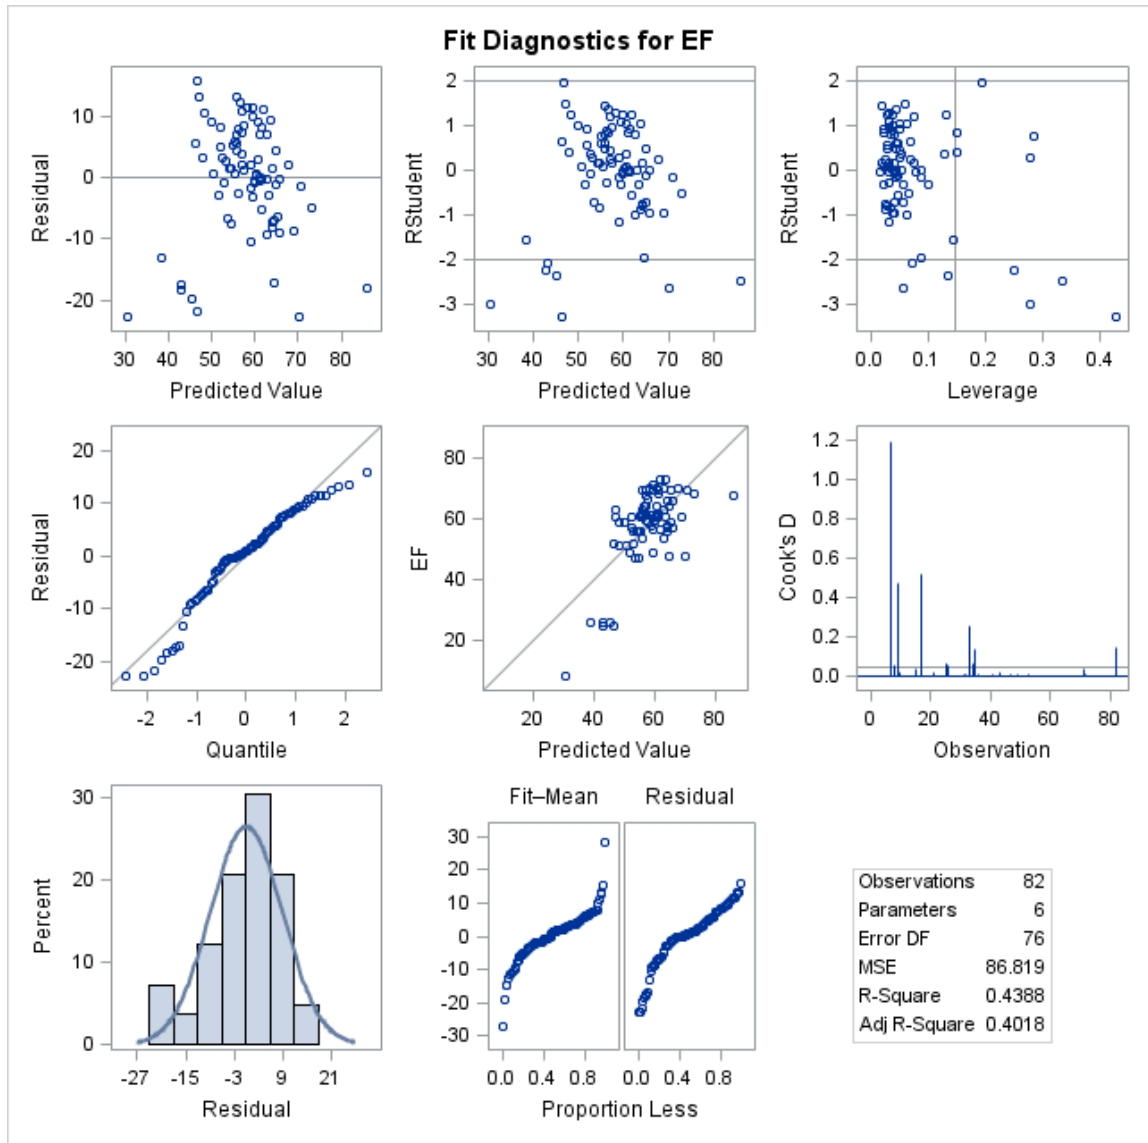 Fit Diagnostics for EF
Residual
10
0
-10
-20
30 40 50 60 70 80
Predicted Value
RStudent
2
1
0
-1
-2
-3
30 40 50 60 70 80
Predicted Value
RStudent
2
1
0
-1
-2
-3
0.0 0.1 0.2 0.3 0.4
Leverage
Residual
20
10
0
-10
-20
-2 -1 0 1 2
Quantile
EF
80
60
40
20
20 40 60 80
Predicted Value
Cook's D
1.2
1.0
0.8
0.6
0.4
0.2
0.0
0 20 40 60 80
Observation
Percent
30
20
10
0
-27 -15 -3 9 21
Residual
Fit–Mean Residual
30
20
10
0
-10
-20
-30
0.0 0.4 0.8 0.0 0.4 0.8
Proportion Less
Observations 82
Parameters 6
Error DF 76
MSE 86.819
R-Square 0.4388
Adj R-Square 0.4018